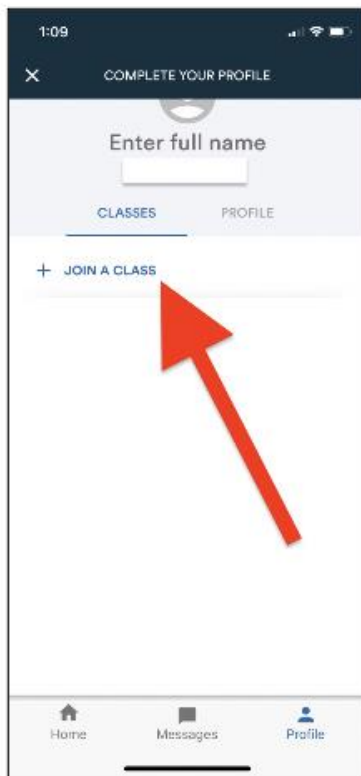 1:09
COMPLETE YOUR PROFILE
Enter full name
CLASSES PROFILE
+ JOIN A CLASS
Home Messages Profile